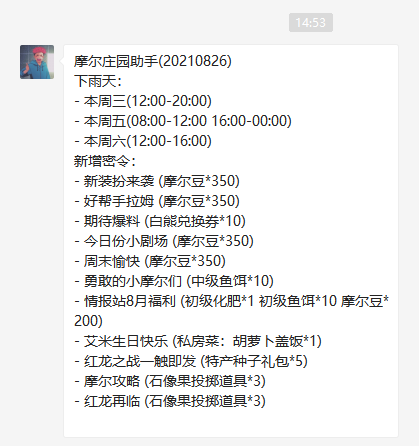 14:53
摩尔庄园助手(20210826)
下雨天：
- 本周三(12:00-20:00)
- 本周五(08:00-12:00 16:00-00:00)
- 本周六(12:00-16:00)
新增密令：
- 新装扮来袭 (摩尔豆*350)
- 好帮手拉姆 (摩尔豆*350)
- 期待爆料 (白熊兑换券*10)
- 今日份小剧场 (摩尔豆*350)
- 周末愉快 (摩尔豆*350)
- 勇敢的小摩尔们 (中级鱼饵*10)
- 情报站8月福利 (初级化肥*1 初级鱼饵*10 摩尔豆*
200)
- 艾米生日快乐 (私房菜：胡萝卜盖饭*1)
- 红龙之战一触即发 (特产种子礼包*5)
- 摩尔攻略 (石像果投掷道具*3)
- 红龙再临 (石像果投掷道具*3)